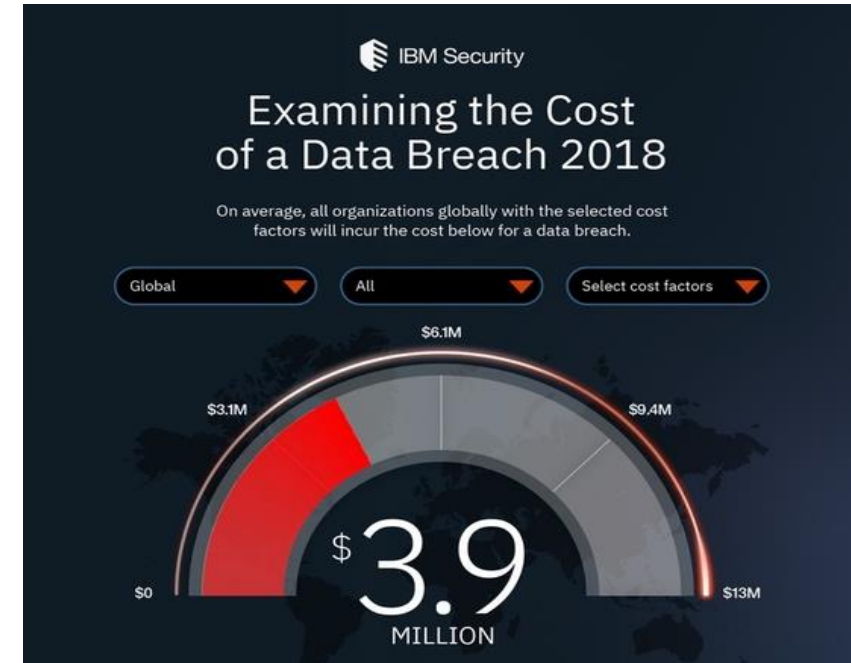 IBM Security
Examining the Cost
of a Data Breach 2018
On average, all organizations globally with the selected cost
factors will incur the cost below for a data breach.
Global
All
Select cost factors
$6.1M
$3.1M
$9.4M
$3.9
$0
$13M
MILLION